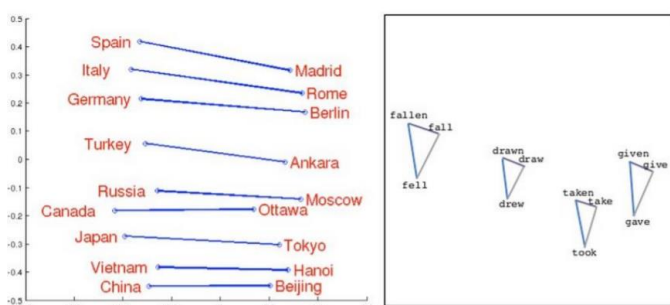 0.5
0.4
0.3
0.2
0.1
0
-0.1
-0.2
-0.3
-0.4
-0.5
Spain Madrid
Italy Rome
Germany Berlin
Turkey Ankara
Russia Moscow
Canada Ottawa
Japan Tokyo
Vietnam Hanoi
China Beijing
fallen
fall
fell
drawn
draw
drew
taken
take
took
given
give
gave